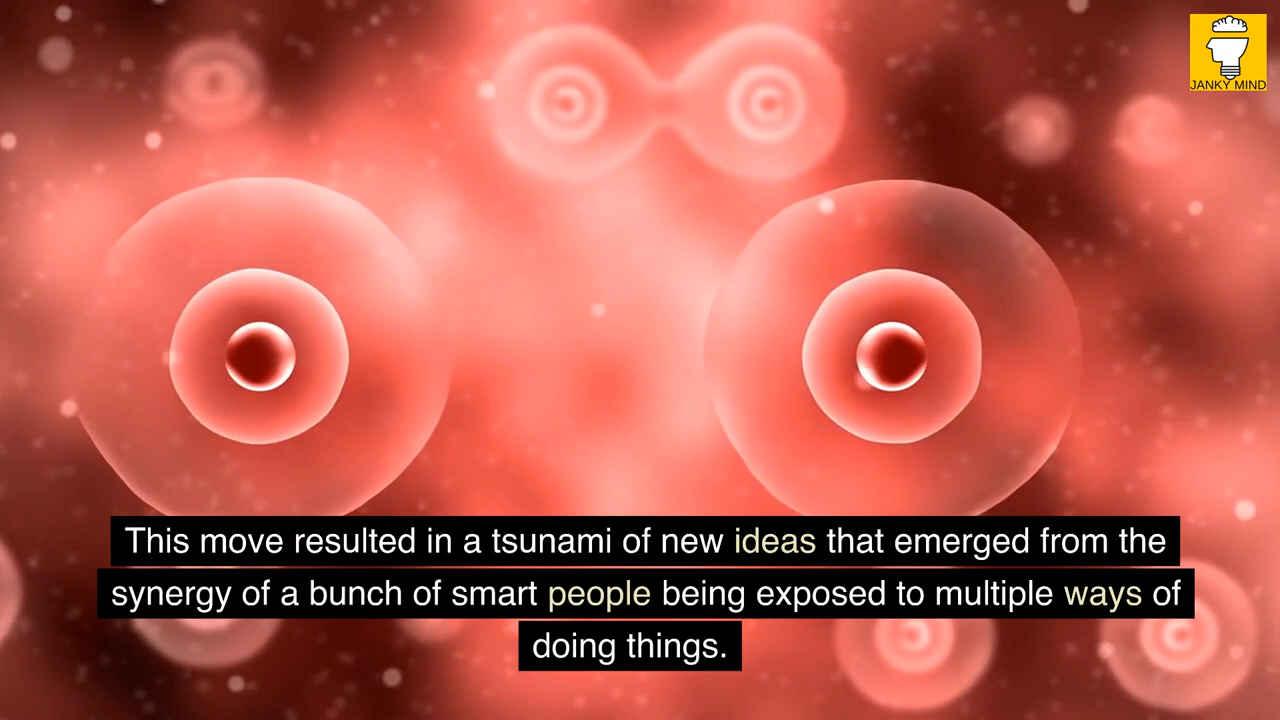 JANKY MIND
This move resulted in a tsunami of new ideas that emerged from the
synergy of a bunch of smart people being exposed to multiple ways of
doing things.